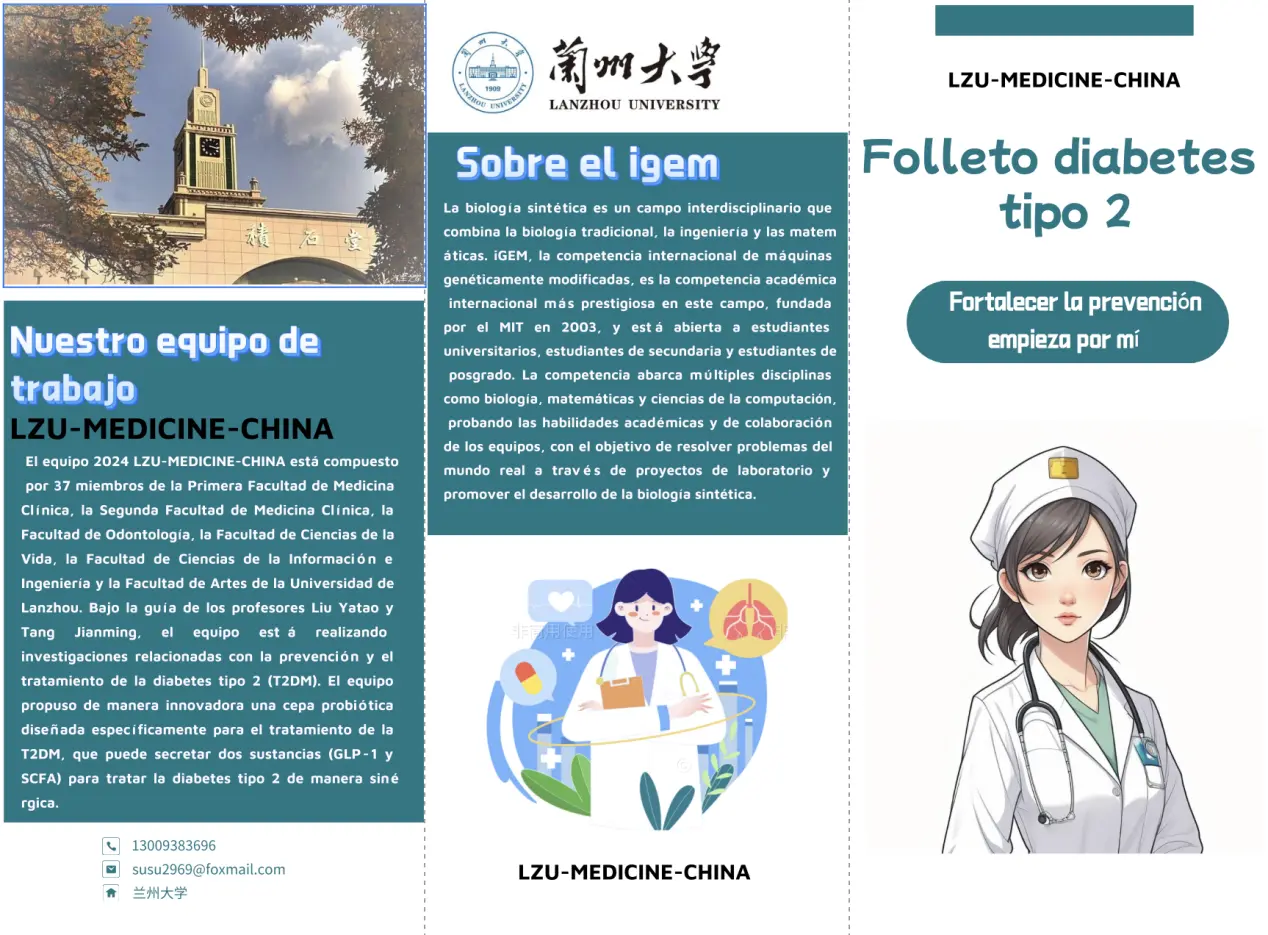 積石堂
Nuestro equipo de
trabajo
LZU-MEDICINE-CHINA
El equipo 2024 LZU-MEDICINE-CHINA está compuesto
por 37 miembros de la Primera Facultad de Medicina
Clínica, la Segunda Facultad de Medicina Clínica, la
Facultad de Odontología, la Facultad de Ciencias de la
Vida, la Facultad de Ciencias de la Información e
Ingeniería y la Facultad de Artes de la Universidad de
Lanzhou. Bajo la guía de los profesores Liu Yatao y
Tang Jianming, el equipo est á realizando
investigaciones relacionadas con la prevención y el
tratamiento de la diabetes tipo 2 (T2DM). El equipo
propuso de manera innovadora una cepa probiótica
diseñada específicamente para el tratamiento de la
T2DM, que puede secretar dos sustancias (GLP-1 y
SCFA) para tratar la diabetes tipo 2 de manera siné
rgica.
13009383696
susu2969@foxmail.com
兰州大学
兰州大学
1909
LANZHOU UNIVERSITY
蘭州大學
LANZHOU UNIVERSITY
Sobre el igem
La biología sintética es un campo interdisciplinario que
combina la biología tradicional, la ingeniería y las matem
áticas. iGEM, la competencia internacional de máquinas
genéticamente modificadas, es la competencia académica
internacional más prestigiosa en este campo, fundada
por el MIT en 2003, y está abierta a estudiantes
universitarios, estudiantes de secundaria y estudiantes de
posgrado. La competencia abarca múltiples disciplinas
como biología, matemáticas y ciencias de la computación,
probando las habilidades académicas y de colaboración
de los equipos, con el objetivo de resolver problemas del
mundo real a través de proyectos de laboratorio y
promover el desarrollo de la biología sintética.
非商用使用
LZU-MEDICINE-CHINA
LZU-MEDICINE-CHINA
Folleto diabetes
tipo 2
Fortalecer la prevención
empieza por mí